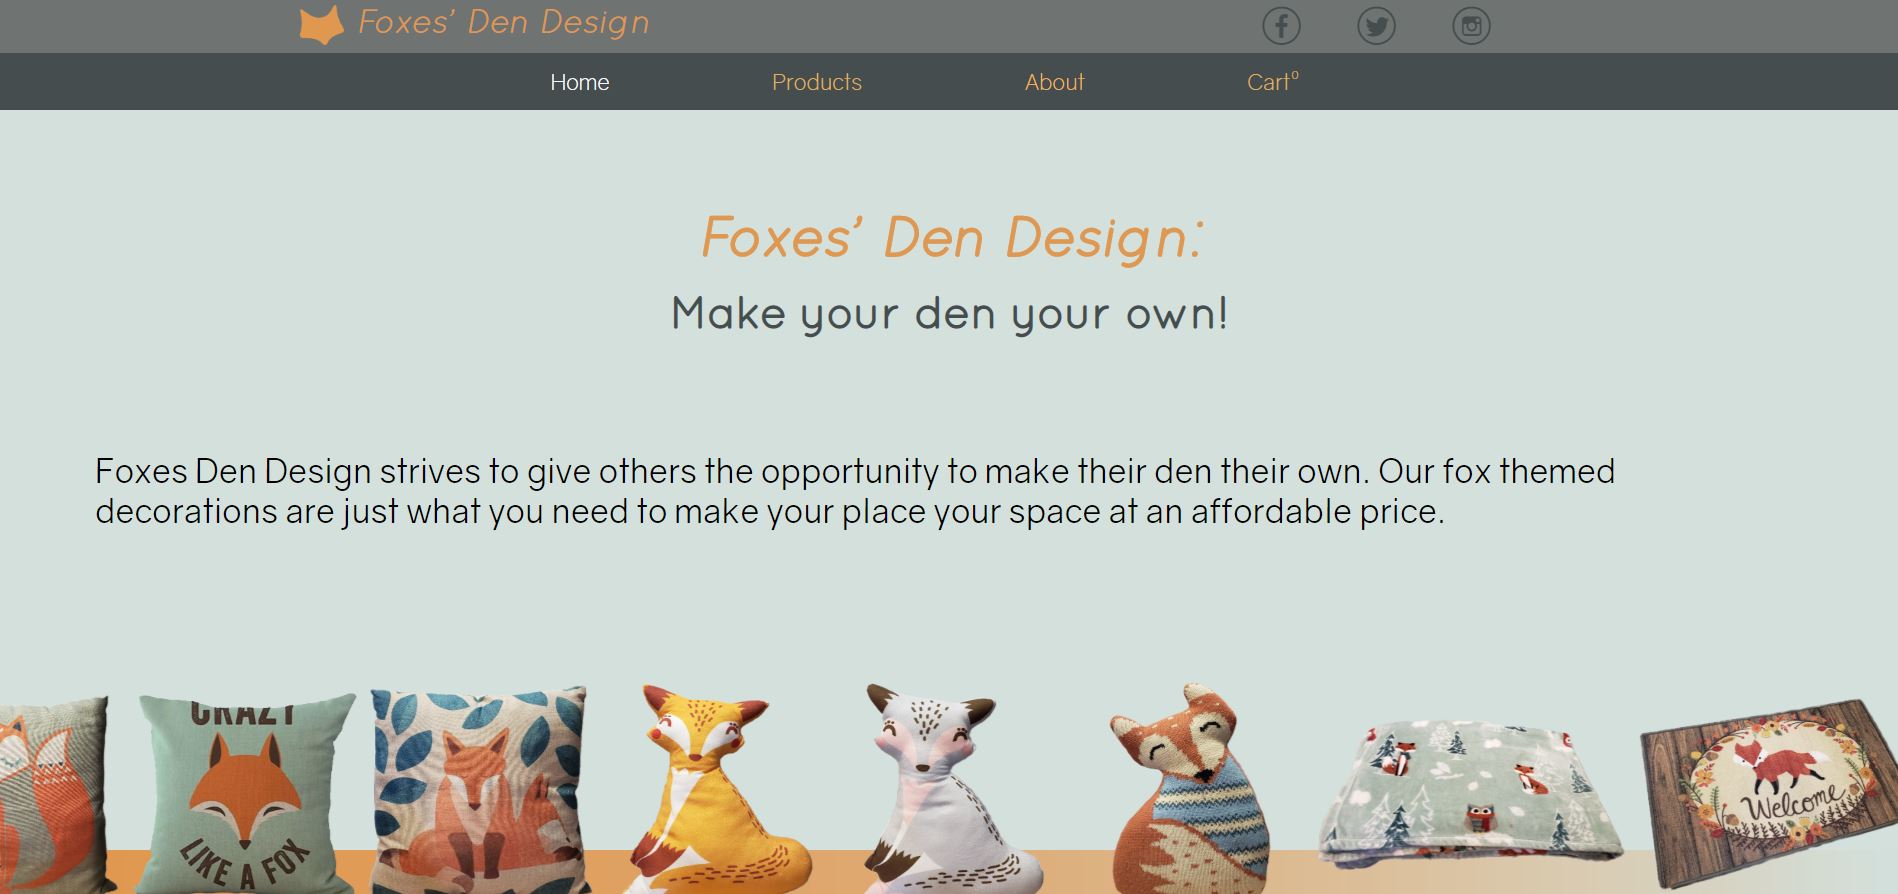 Foxes’ Den Design
Home Products About Cart⁰
Foxes’ Den Design:
Make your den your own!
Foxes Den Design strives to give others the opportunity to make their den their own. Our fox themed
decorations are just what you need to make your place your space at an affordable price.
CRAZY
LIKE A FOX
Welcome